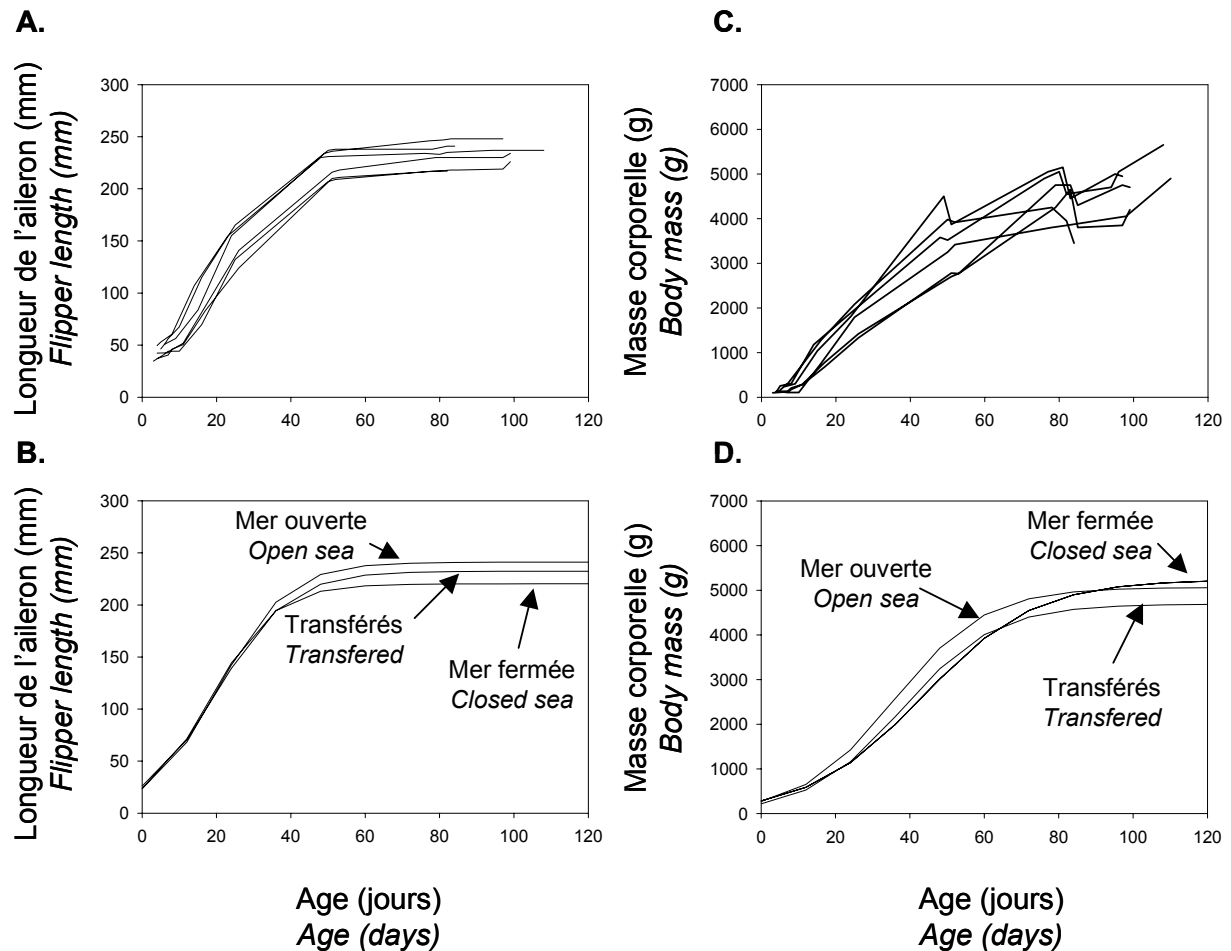 A.
Longueur de l'aileron (mm)
Flipper length (mm)
300
250
200
150
100
50
0
0 20 40 60 80 100 120
C.
Masse corporelle (g)
Body mass (g)
7000
6000
5000
4000
3000
2000
1000
0
0 20 40 60 80 100 120
B.
Longueur de l'aileron (mm)
Flipper length (mm)
300
250
200
150
100
50
0
Mer ouverte
Open sea
Transférés
Transfered
Mer fermée
Closed sea
0 20 40 60 80 100 120
Age (jours)
Age (days)
D.
Masse corporelle (g)
Body mass (g)
7000
6000
5000
4000
3000
2000
1000
0
Mer fermée
Closed sea
Mer ouverte
Open sea
Transférés
Transfered
0 20 40 60 80 100 120
Age (jours)
Age (days)